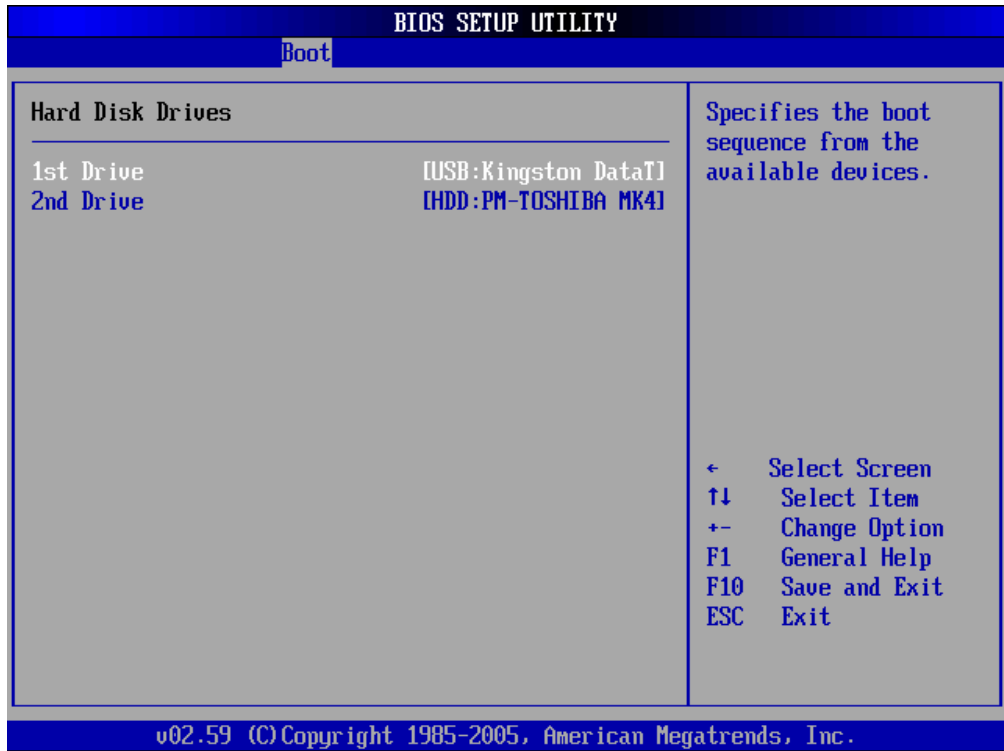 BIOS SETUP UTILITY
Boot
Hard Disk Drives
1st Drive [USB:Kingston DataT]
2nd Drive [HDD:PM-TOSHIBA MK4]
Specifies the boot
sequence from the
available devices.
← Select Screen
↑↓ Select Item
+- Change Option
F1 General Help
F10 Save and Exit
ESC Exit
v02.59 (C)Copyright 1985-2005, American Megatrends, Inc.